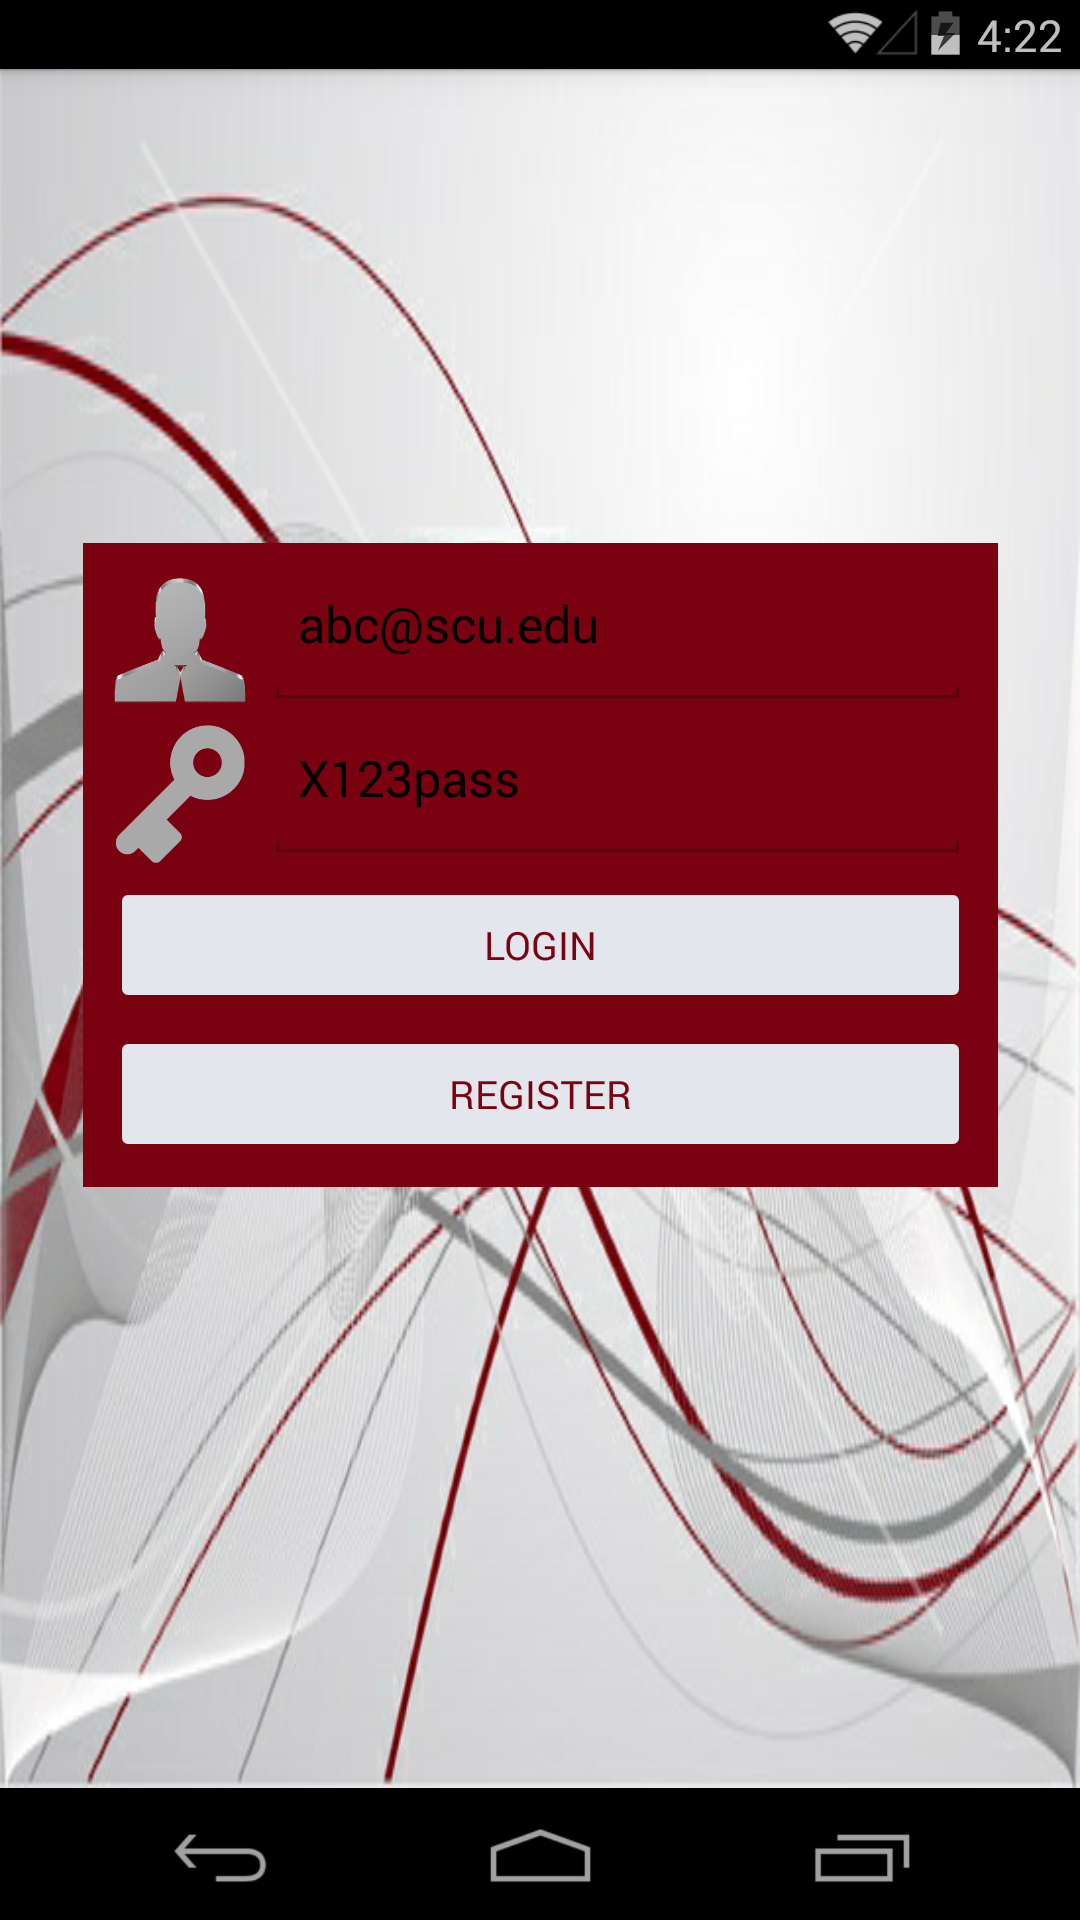 4:22
abc@scu.edu
X123pass
LOGIN
REGISTER